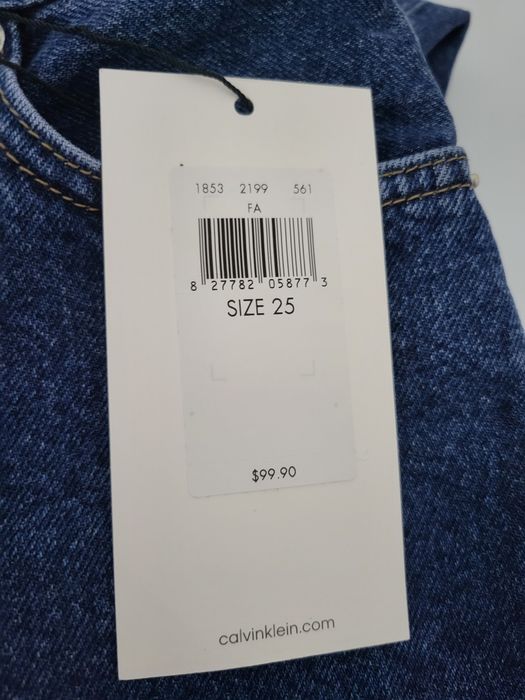 1853 2199 561
FA
8 27782 05877 3
SIZE 25
$99.90
calvinklein.com